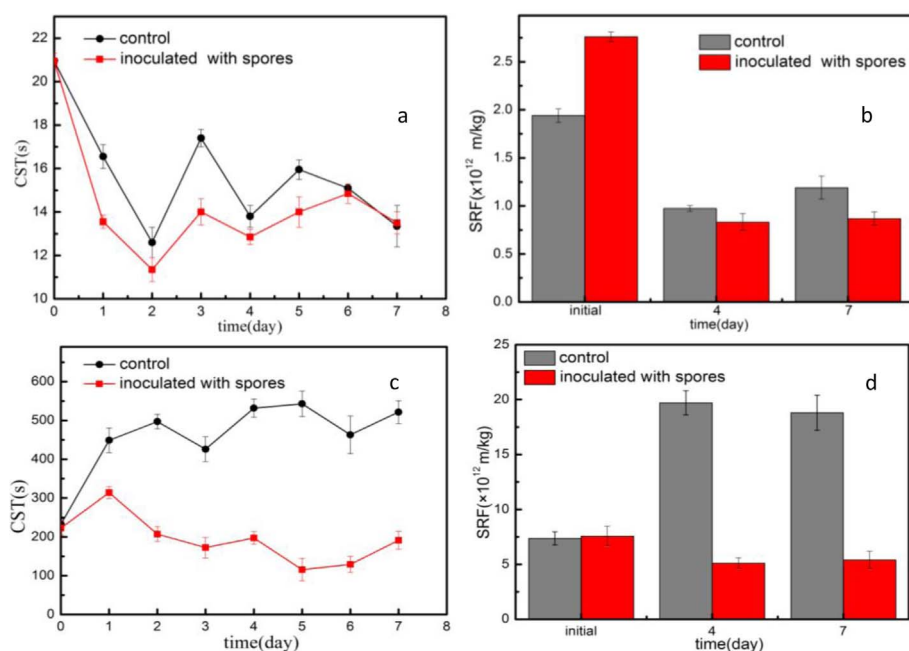 22
20
18
16
14
12
10
CST(s)
control
inoculated with spores
a
0 1 2 3 4 5 6 7 8
time(day)
2.5
2.0
1.5
1.0
0.5
0.0
SRF(x10¹² m/kg)
control
inoculated with spores
b
initial 4 7
time(day)
600
500
400
300
200
100
0
CST(s)
control
inoculated with spores
c
0 1 2 3 4 5 6 7 8
time(day)
25
20
15
10
5
0
SRF(×10¹² m/kg)
control
inoculated with spores
d
initial 4 7
time(day)